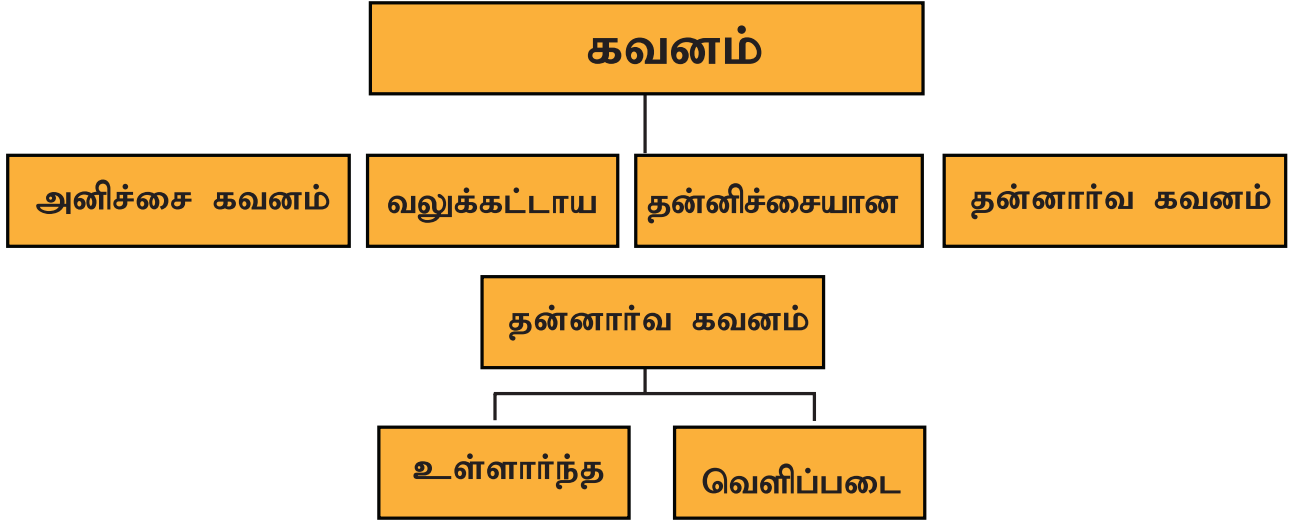 கவனம்
அனிச்சை கவனம்
வலுக்கட்டாய
தன்னிச்சையான
தன்னார்வ கவனம்
தன்னார்வ கவனம்
உள்ளார்ந்த
வெளிப்படை